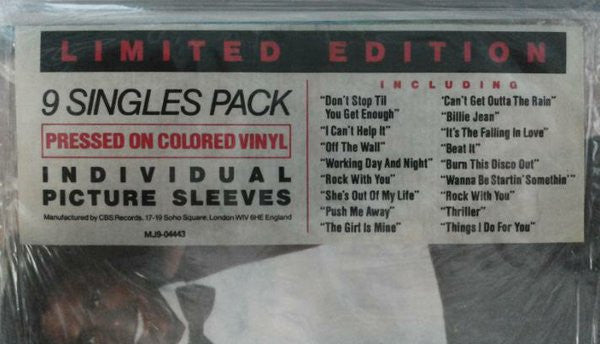 LIMITED EDITION
9 SINGLES PACK
PRESSED ON COLORED VINYL
INDIVIDUAL
PICTURE SLEEVES
Manufactured by CBS Records, 17-19 Soho Square, London WIV 6HE England
MJ9-04443
INCLUDING
"Don't Stop Til
You Get Enough"
"I Can't Help It"
"Off The Wall"
"Working Day And Night"
"Rock With You"
"She's Out Of My Life"
"Push Me Away"
"The Girl Is Mine"
"Can't Get Outta The Rain"
"Billie Jean"
"It's The Falling In Love"
"Beat It"
"Burn This Disco Out"
"Wanna Be Startin' Somethin'"
"Rock With You"
"Thriller"
"Things I Do For You"